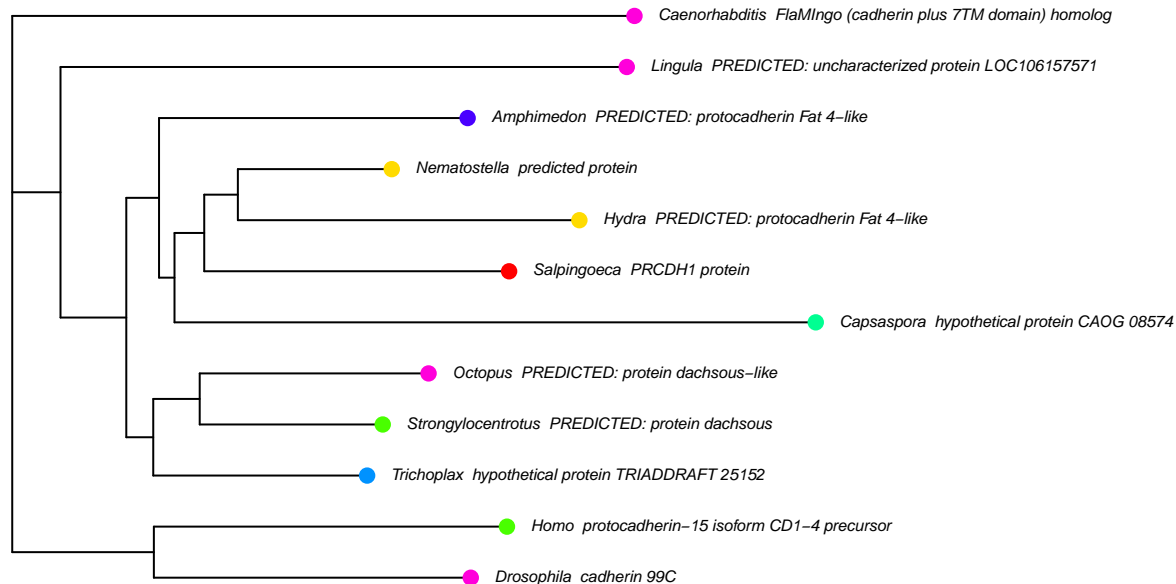 Caenorhabditis FlaMIngo (cadherin plus 7TM domain) homolog
Lingula PREDICTED: uncharacterized protein LOC106157571
Amphimedon PREDICTED: protocadherin Fat 4−like
Nematostella predicted protein
Hydra PREDICTED: protocadherin Fat 4−like
Salpingoeca PRCDH1 protein
Capsaspora hypothetical protein CAOG 08574
Octopus PREDICTED: protein dachsous−like
Strongylocentrotus PREDICTED: protein dachsous
Trichoplax hypothetical protein TRIADDRAFT 25152
Homo protocadherin−15 isoform CD1−4 precursor
Drosophila cadherin 99C